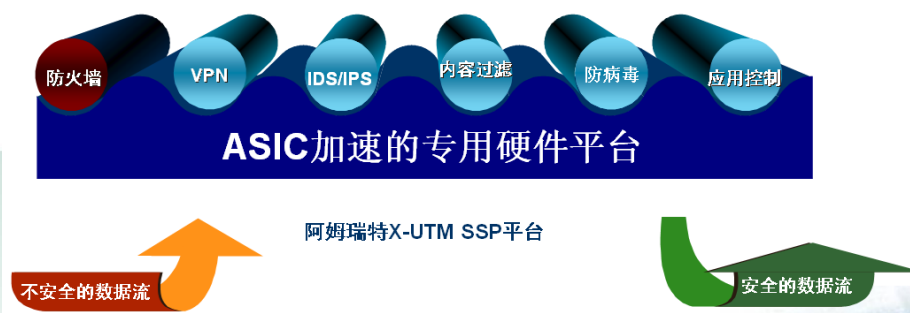 防火墙
VPN
IDS/IPS
内容过滤
防病毒
应用控制
ASIC加速的专用硬件平台
阿姆瑞特X-UTM SSP平台
不安全的数据流
安全的数据流